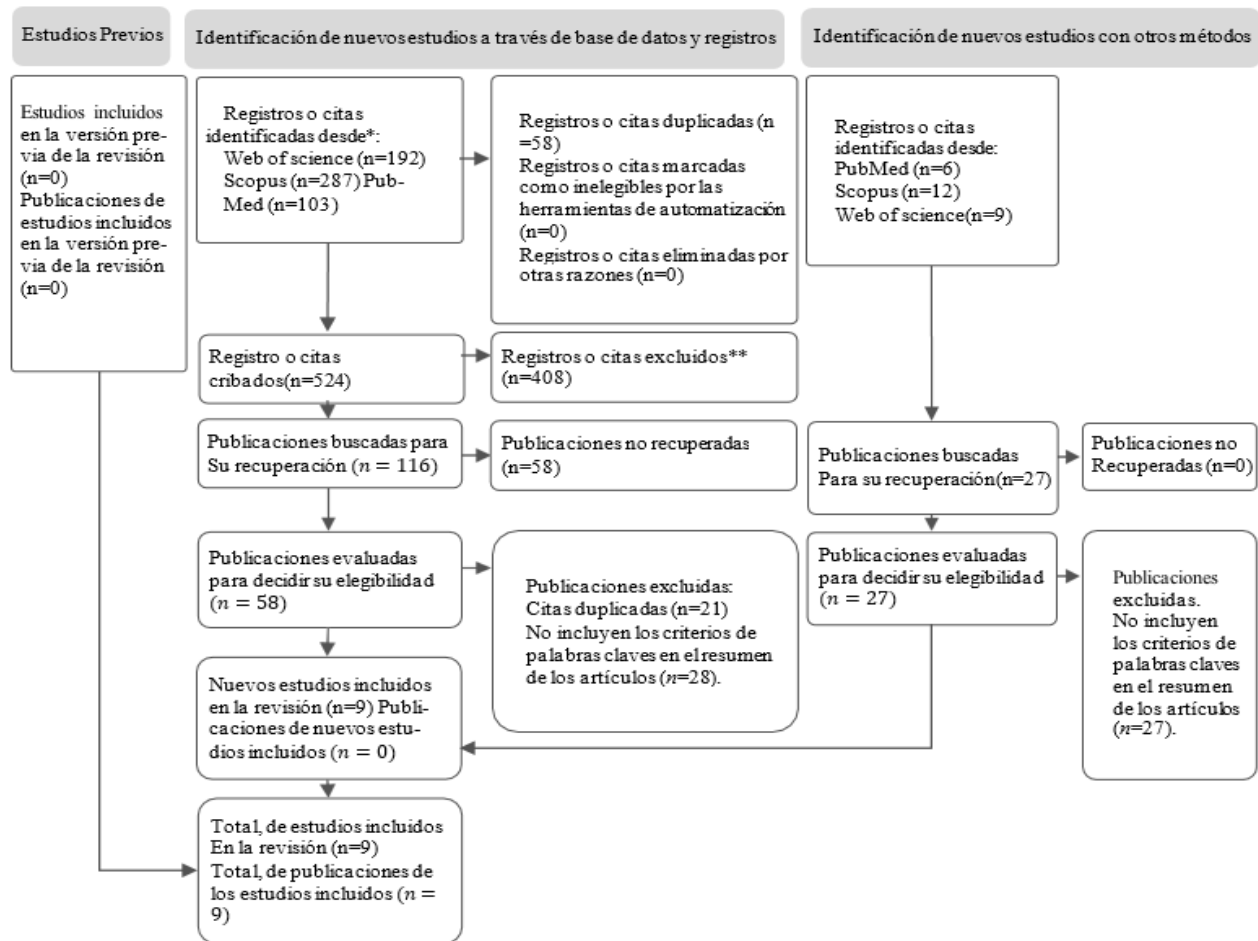 Estudios Previos
Identificación de nuevos estudios a través de base de datos y registros
Identificación de nuevos estudios con otros métodos
Estudios incluidos
en la versión pre-
via de la revisión
(n=0)
Publicaciones de
estudios incluidos
en la versión pre-
via de la revisión
(n=0)
Registros o citas
identificadas desde*:
Web of science (n=192)
Scopus (n=287) Pub-
Med (n=103)
Registros o citas duplicadas (n
=58)
Registros o citas marcadas
como inelegibles por las
herramientas de automatización
(n=0)
Registros o citas eliminadas por
otras razones (n=0)
Registros o citas
identificadas desde:
PubMed (n=6)
Scopus (n=12)
Web of science(n=9)
Registro o citas
cribados(n=524)
Registros o citas excluidos**
(n=408)
Publicaciones buscadas para
Su recuperación (n = 116)
Publicaciones no recuperadas
(n=58)
Publicaciones buscadas
Para su recuperación(n=27)
Publicaciones no
Recuperadas (n=0)
Publicaciones evaluadas
para decidir su elegibilidad
(n = 58)
Publicaciones excluidas:
Citas duplicadas (n=21)
No incluyen los criterios de
palabras claves en el resumen
de los artículos (n=28).
Publicaciones evaluadas
para decidir su elegibilidad
(n = 27)
Publicaciones
excluidas.
No incluyen
los criterios de
palabras claves
en el resumen
de los artículos
(n=27).
Nuevos estudios incluidos
en la revisión (n=9) Publi-
caciones de nuevos estu-
dios incluidos (n = 0)
Total, de estudios incluidos
En la revisión (n=9)
Total, de publicaciones de
los estudios incluidos (n =
9)